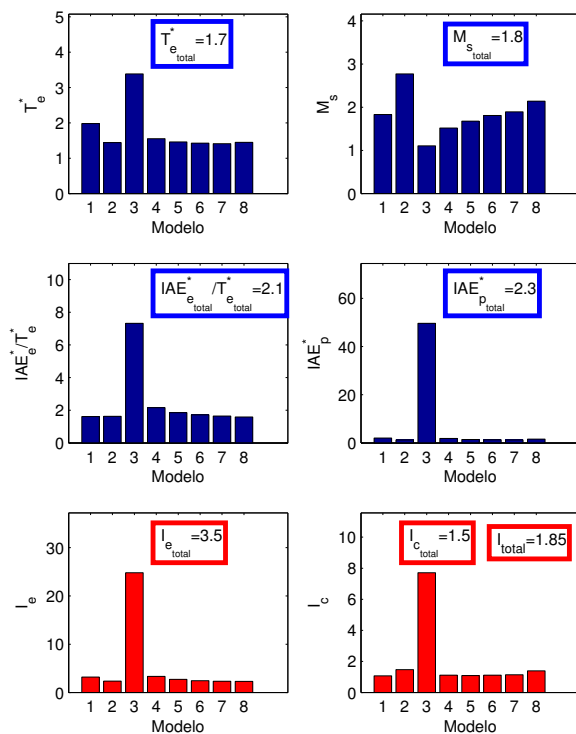 T*e total=1.7
T*e
5
4
3
2
1
0
1 2 3 4 5 6 7 8
Modelo
Ms total=1.8
Ms
4
3
2
1
0
1 2 3 4 5 6 7 8
Modelo
IAE*e total/T*e total=2.1
IAE*e/T*e
10
8
6
4
2
0
1 2 3 4 5 6 7 8
Modelo
IAE*p total=2.3
IAE*p
60
40
20
0
1 2 3 4 5 6 7 8
Modelo
Ie total=3.5
Ie
30
20
10
0
1 2 3 4 5 6 7 8
Modelo
Ic total=1.5
Itotal=1.85
Ic
10
8
6
4
2
0
1 2 3 4 5 6 7 8
Modelo